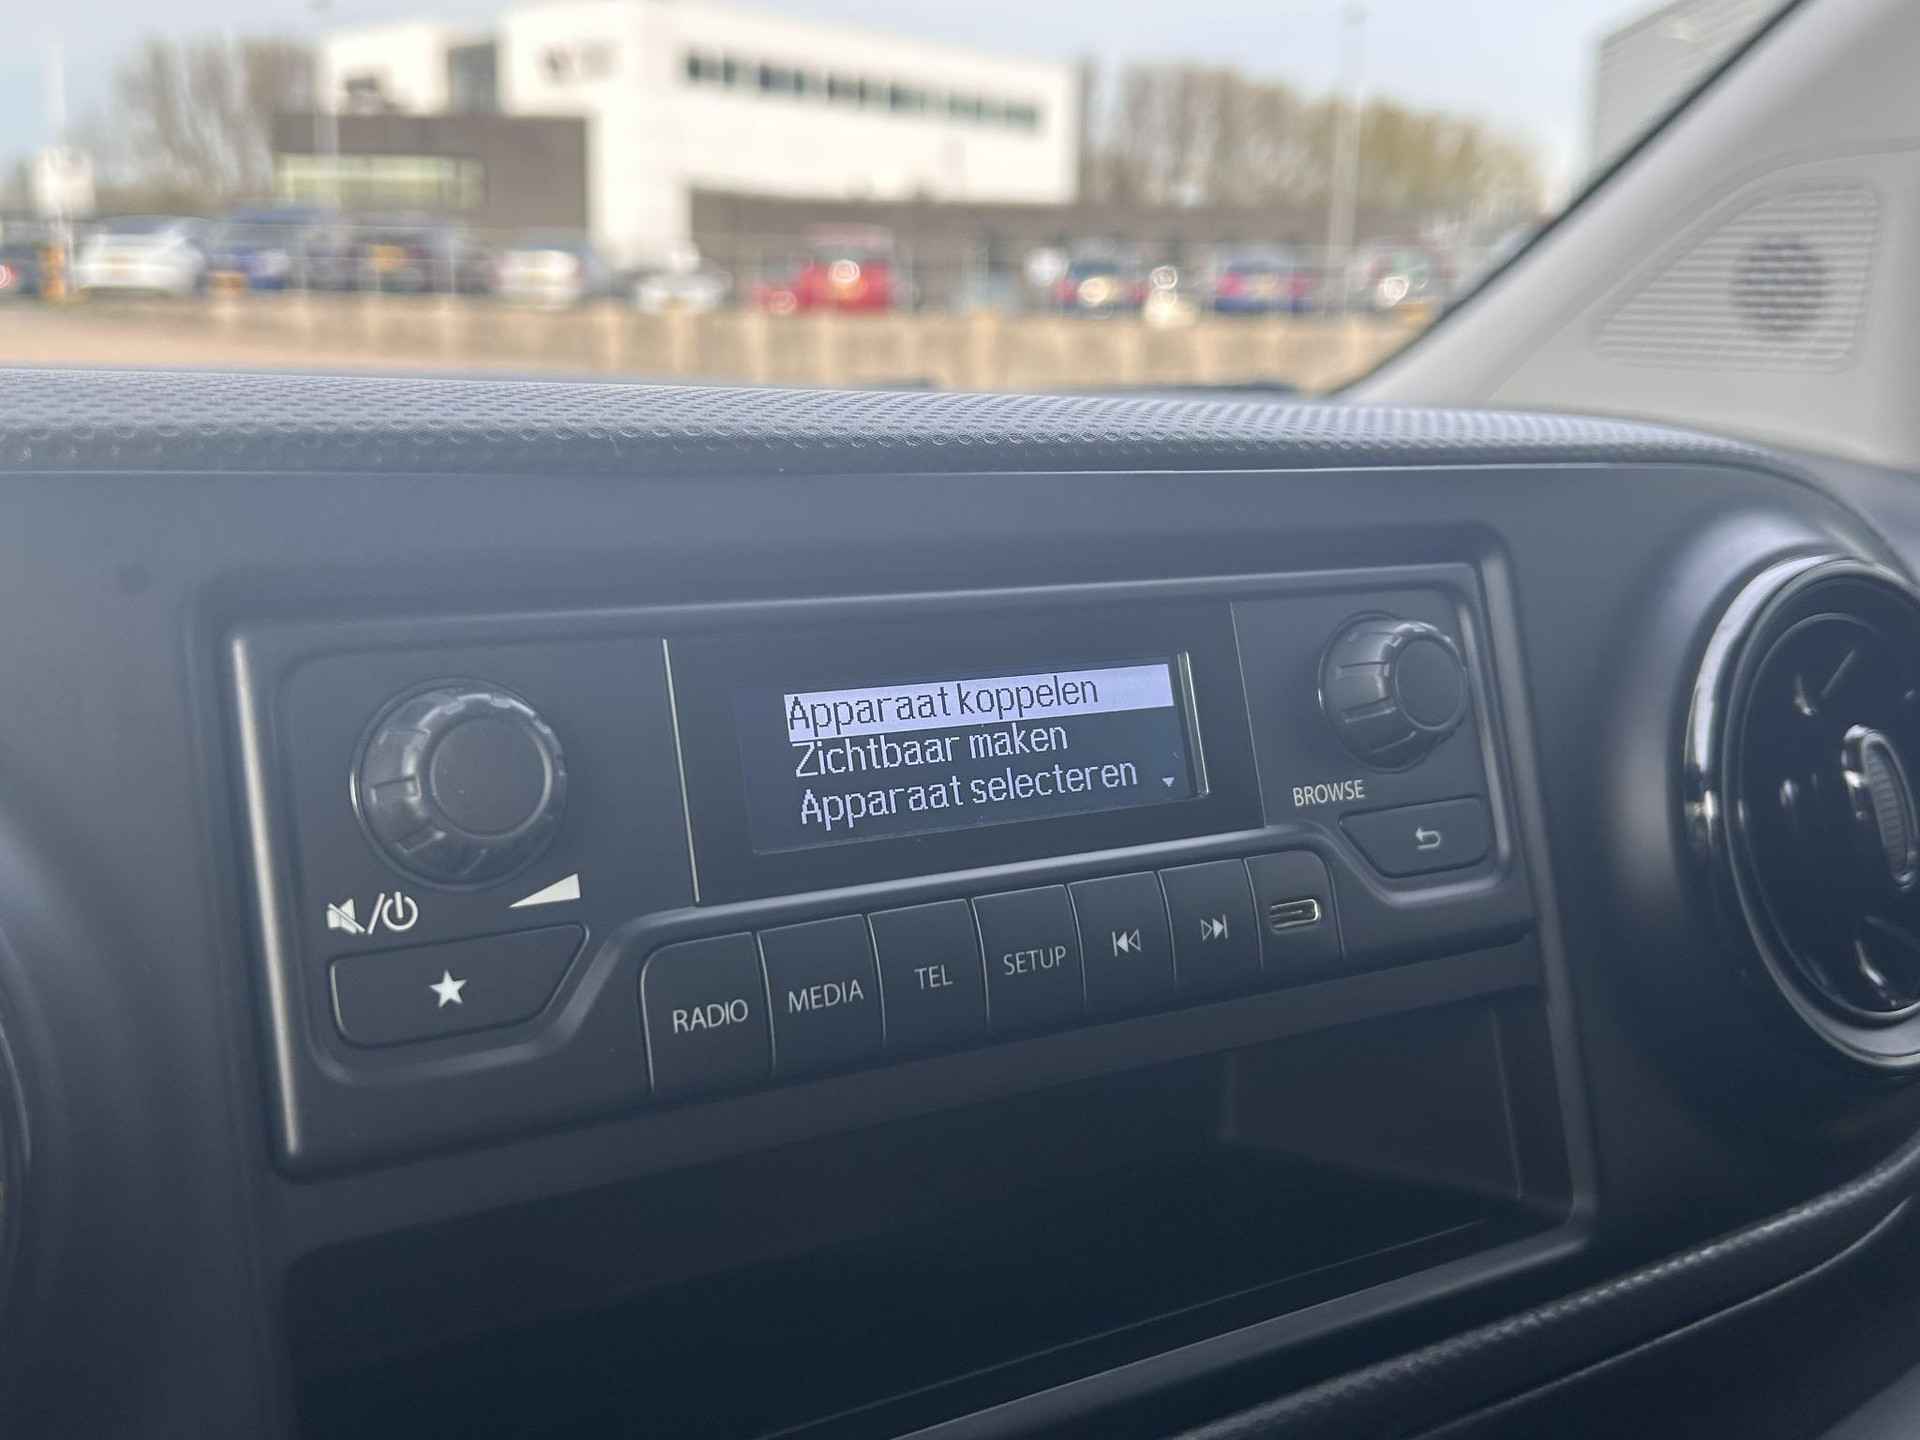 Apparaat koppelen
Zichtbaar maken
Apparaat selecteren
BROWSE
RADIO
MEDIA
TEL
SETUP